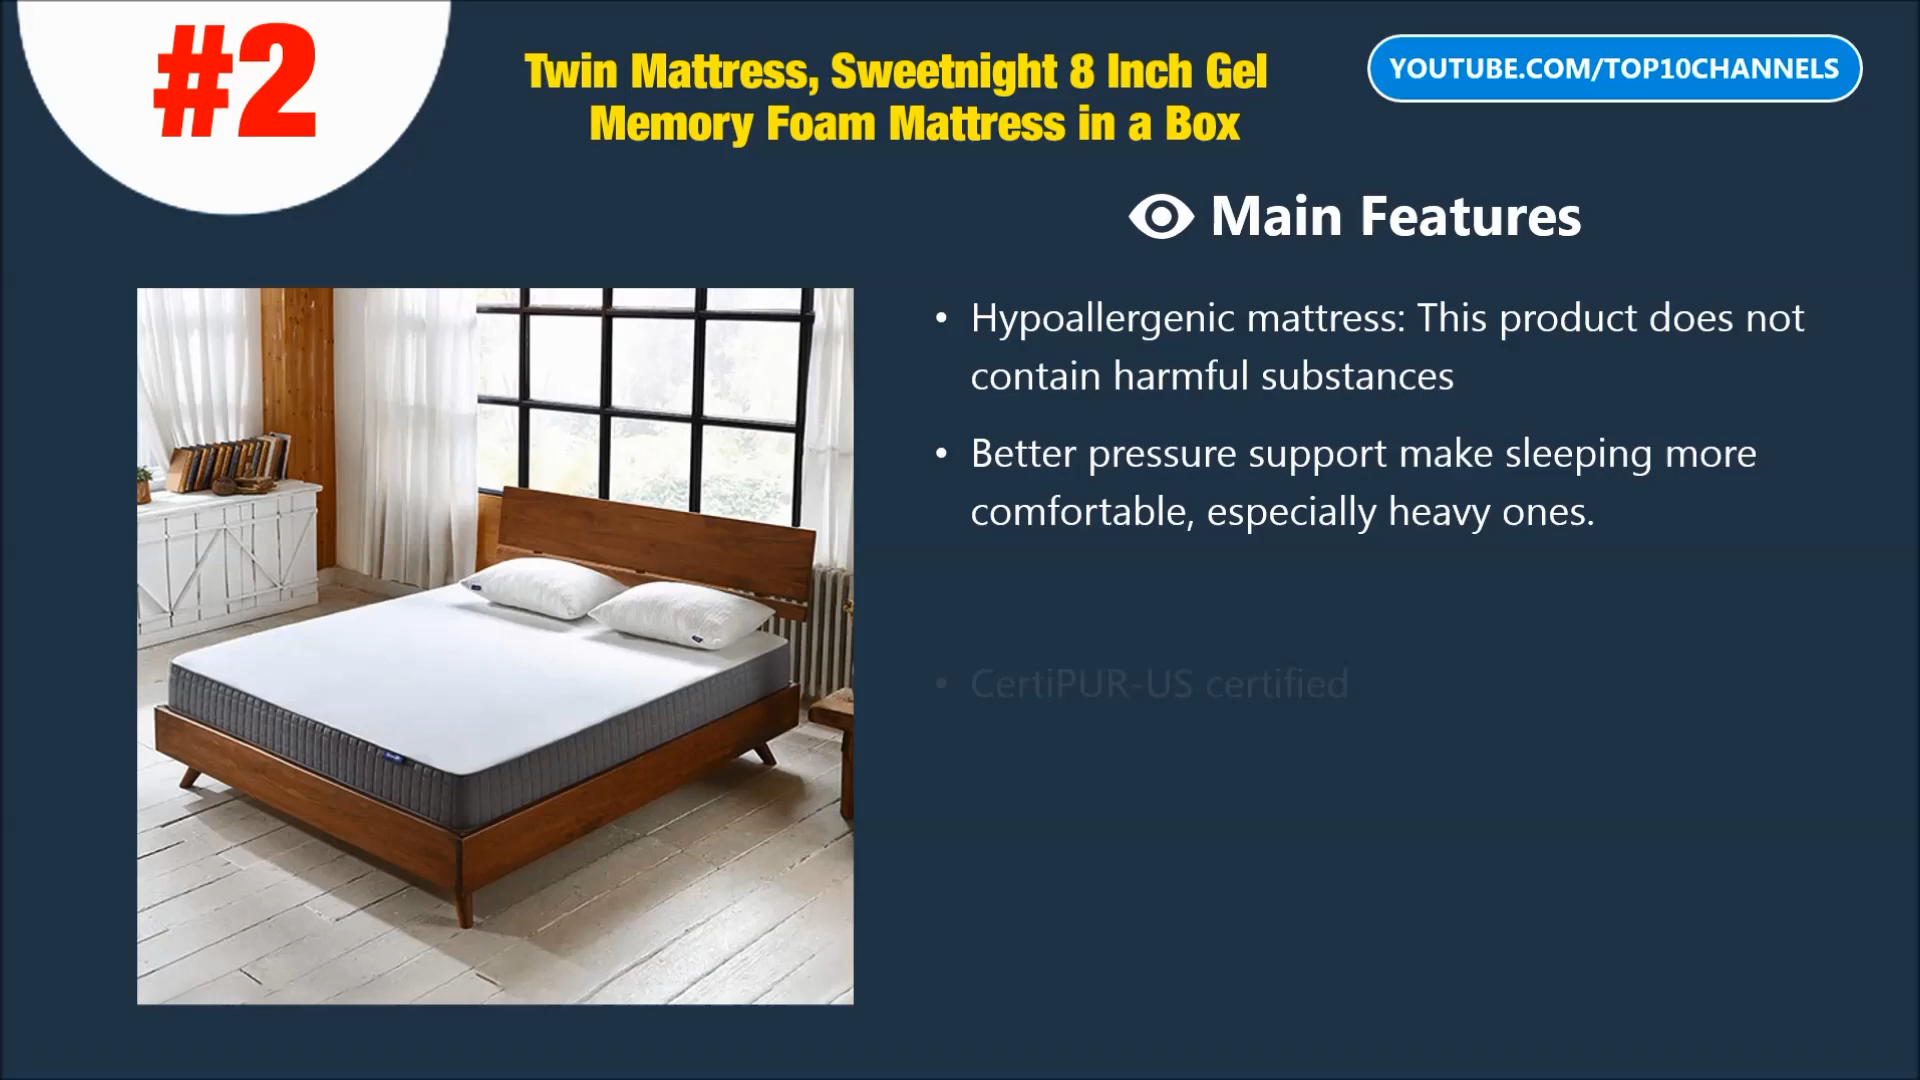 #2
Twin Mattress, Sweetnight 8 Inch Gel
Memory Foam Mattress in a Box
YOUTUBE.COM/TOP10CHANNELS
Main Features
• Hypoallergenic mattress: This product does not
contain harmful substances
• Better pressure support make sleeping more
comfortable, especially heavy ones.
• CertiPUR-US certified